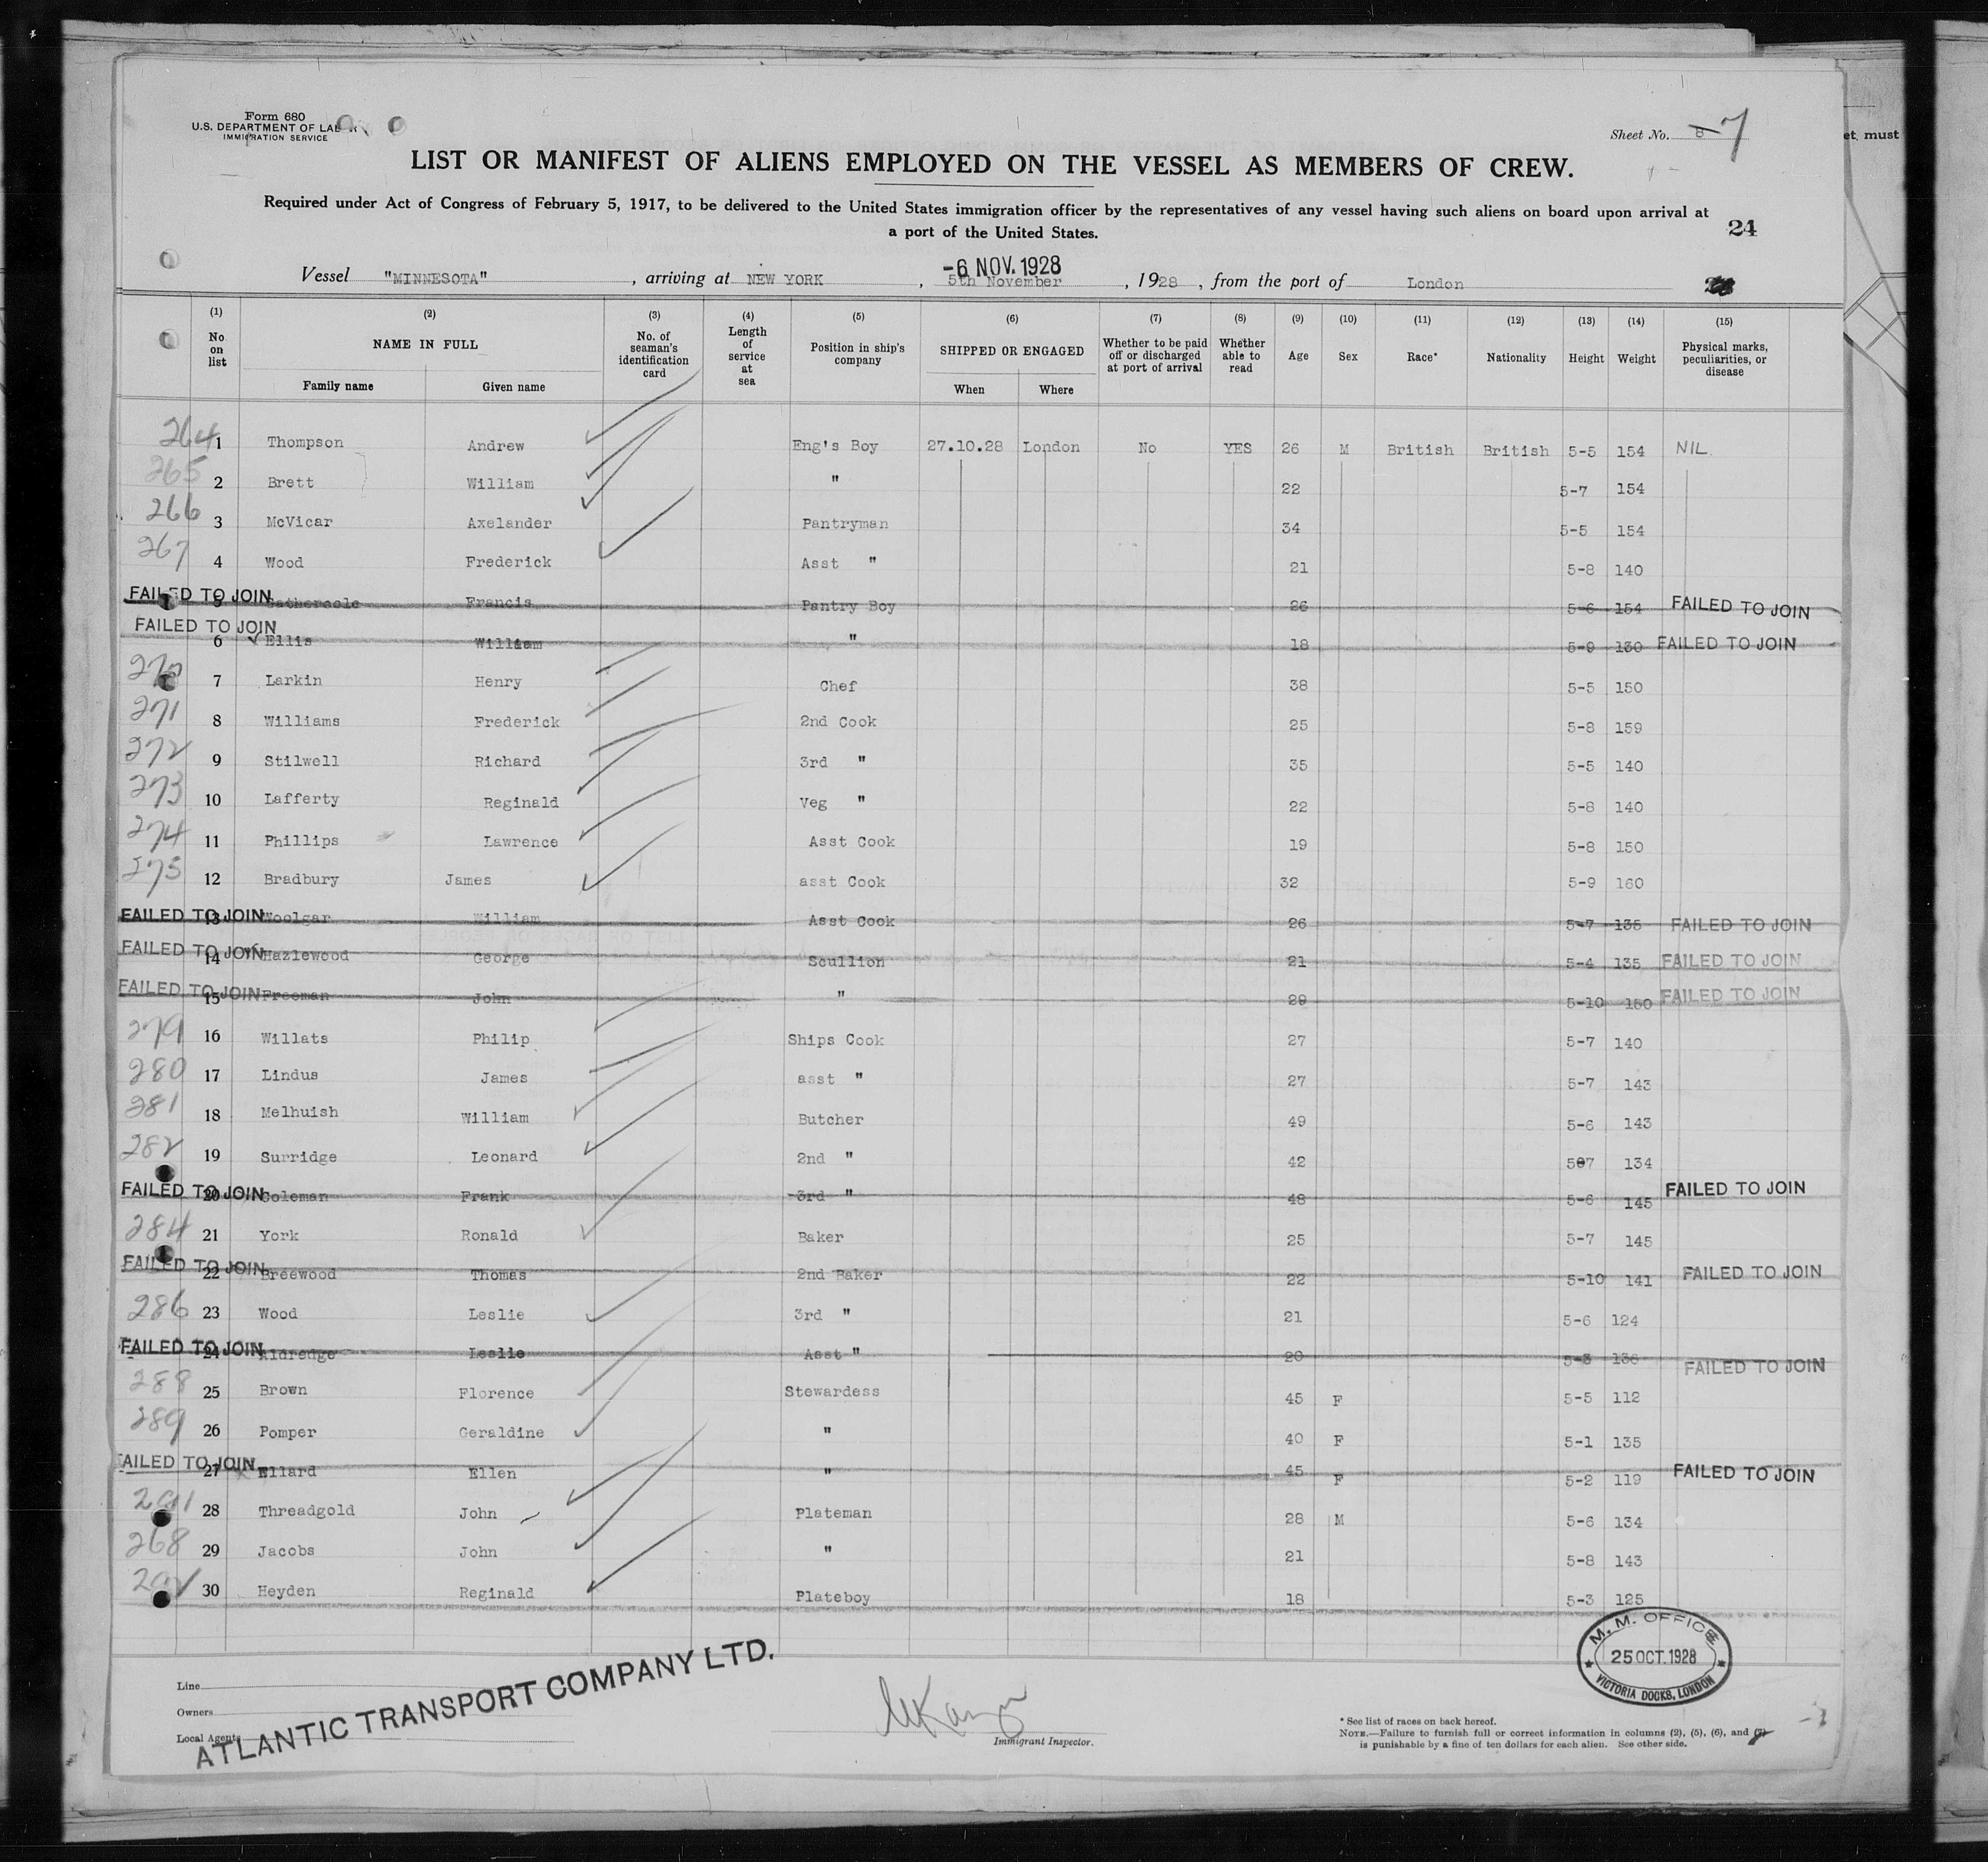 Form 680
U.S. DEPARTMENT OF LABOR
IMMIGRATION SERVICE
Sheet No. 8 7
et, must
LIST OR MANIFEST OF ALIENS EMPLOYED ON THE VESSEL AS MEMBERS OF CREW.
Required under Act of Congress of February 5, 1917, to be delivered to the United States immigration officer by the representatives of any vessel having such aliens on board upon arrival at
a port of the United States.
24
-6 NOV. 1928
Vessel "MINNESOTA", arriving at NEW YORK, 5th November, 1928, from the port of London
(1) (2) (3) (4) (5) (6) (7) (8) (9) (10) (11) (12) (13) (14) (15)
No on list NAME IN FULL Family name Given name No. of seaman's identification card Length of service at sea Position in ship's company SHIPPED OR ENGAGED When Where Whether to be paid off or discharged at port of arrival Whether able to read Age Sex Race* Nationality Height Weight Physical marks, peculiarities, or disease
264 1 Thompson Andrew Eng's Boy 27.10.28 London No YES 26 M British British 5-5 154 NIL.
265 2 Brett William " 22 5-7 154
266 3 McVicar Axelander Pantryman 34 5-5 154
267 4 Wood Frederick Asst " 21 5-8 140
FAILED TO JOIN 5 Gathercole Francis Pantry Boy 26 5-6 154 FAILED TO JOIN
FAILED TO JOIN 6 Ellis William " 18 5-9 130 FAILED TO JOIN
270 7 Larkin Henry Chef 38 5-5 150
271 8 Williams Frederick 2nd Cook 25 5-8 159
272 9 Stilwell Richard 3rd " 35 5-5 140
273 10 Lafferty Reginald Veg " 22 5-8 140
274 11 Phillips Lawrence Asst Cook 19 5-8 150
275 12 Bradbury James asst Cook 32 5-9 160
FAILED TO JOIN 13 Woolgar William Asst Cook 26 5-7 135 FAILED TO JOIN
FAILED TO JOIN 14 Hazlewood George Scullion 21 5-4 135 FAILED TO JOIN
FAILED TO JOIN 15 Freeman John " 29 5-10 150 FAILED TO JOIN
279 16 Willats Philip Ships Cook 27 5-7 140
280 17 Lindus James asst " 27 5-7 143
281 18 Melhuish William Butcher 49 5-6 143
282 19 Surridge Leonard 2nd " 42 507 134
FAILED TO JOIN 20 Coleman Frank 3rd " 48 5-6 145 FAILED TO JOIN
284 21 York Ronald Baker 25 5-7 145
FAILED TO JOIN 22 Breewood Thomas 2nd Baker 22 5-10 141 FAILED TO JOIN
286 23 Wood Leslie 3rd " 21 5-6 124
FAILED TO JOIN 24 Aldredge Leslie Asst " 20 5-3 136 FAILED TO JOIN
288 25 Brown Florence Stewardess 45 F 5-5 112
289 26 Pomper Geraldine " 40 F 5-1 135
FAILED TO JOIN 27 Ellard Ellen " 45 F 5-2 119 FAILED TO JOIN
291 28 Threadgold John Plateman 28 M 5-6 134
268 29 Jacobs John " 21 5-8 143
292 30 Heyden Reginald Plateboy 18 5-3 125
M. M. OFFICE
25 OCT. 1928
VICTORIA DOCKS, LONDON
Line
Owners
Local Agents
ATLANTIC TRANSPORT COMPANY LTD.
Immigrant Inspector.
* See list of races on back hereof.
NOTE.—Failure to furnish full or correct information in columns (2), (5), (6), and (7)
is punishable by a fine of ten dollars for each alien. See other side.